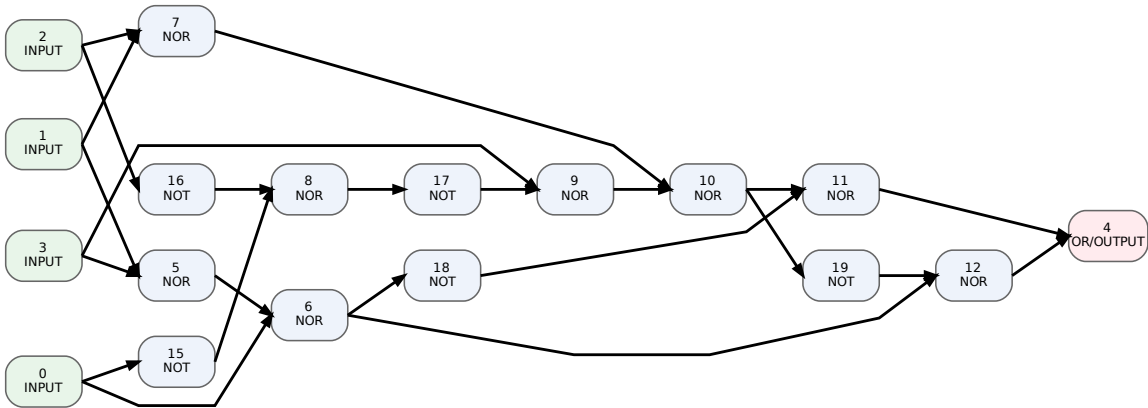 2
INPUT
7
NOR
1
INPUT
16
NOT
8
NOR
17
NOT
9
NOR
10
NOR
11
NOR
4
OR/OUTPUT
3
INPUT
5
NOR
18
NOT
19
NOT
12
NOR
6
NOR
15
NOT
0
INPUT